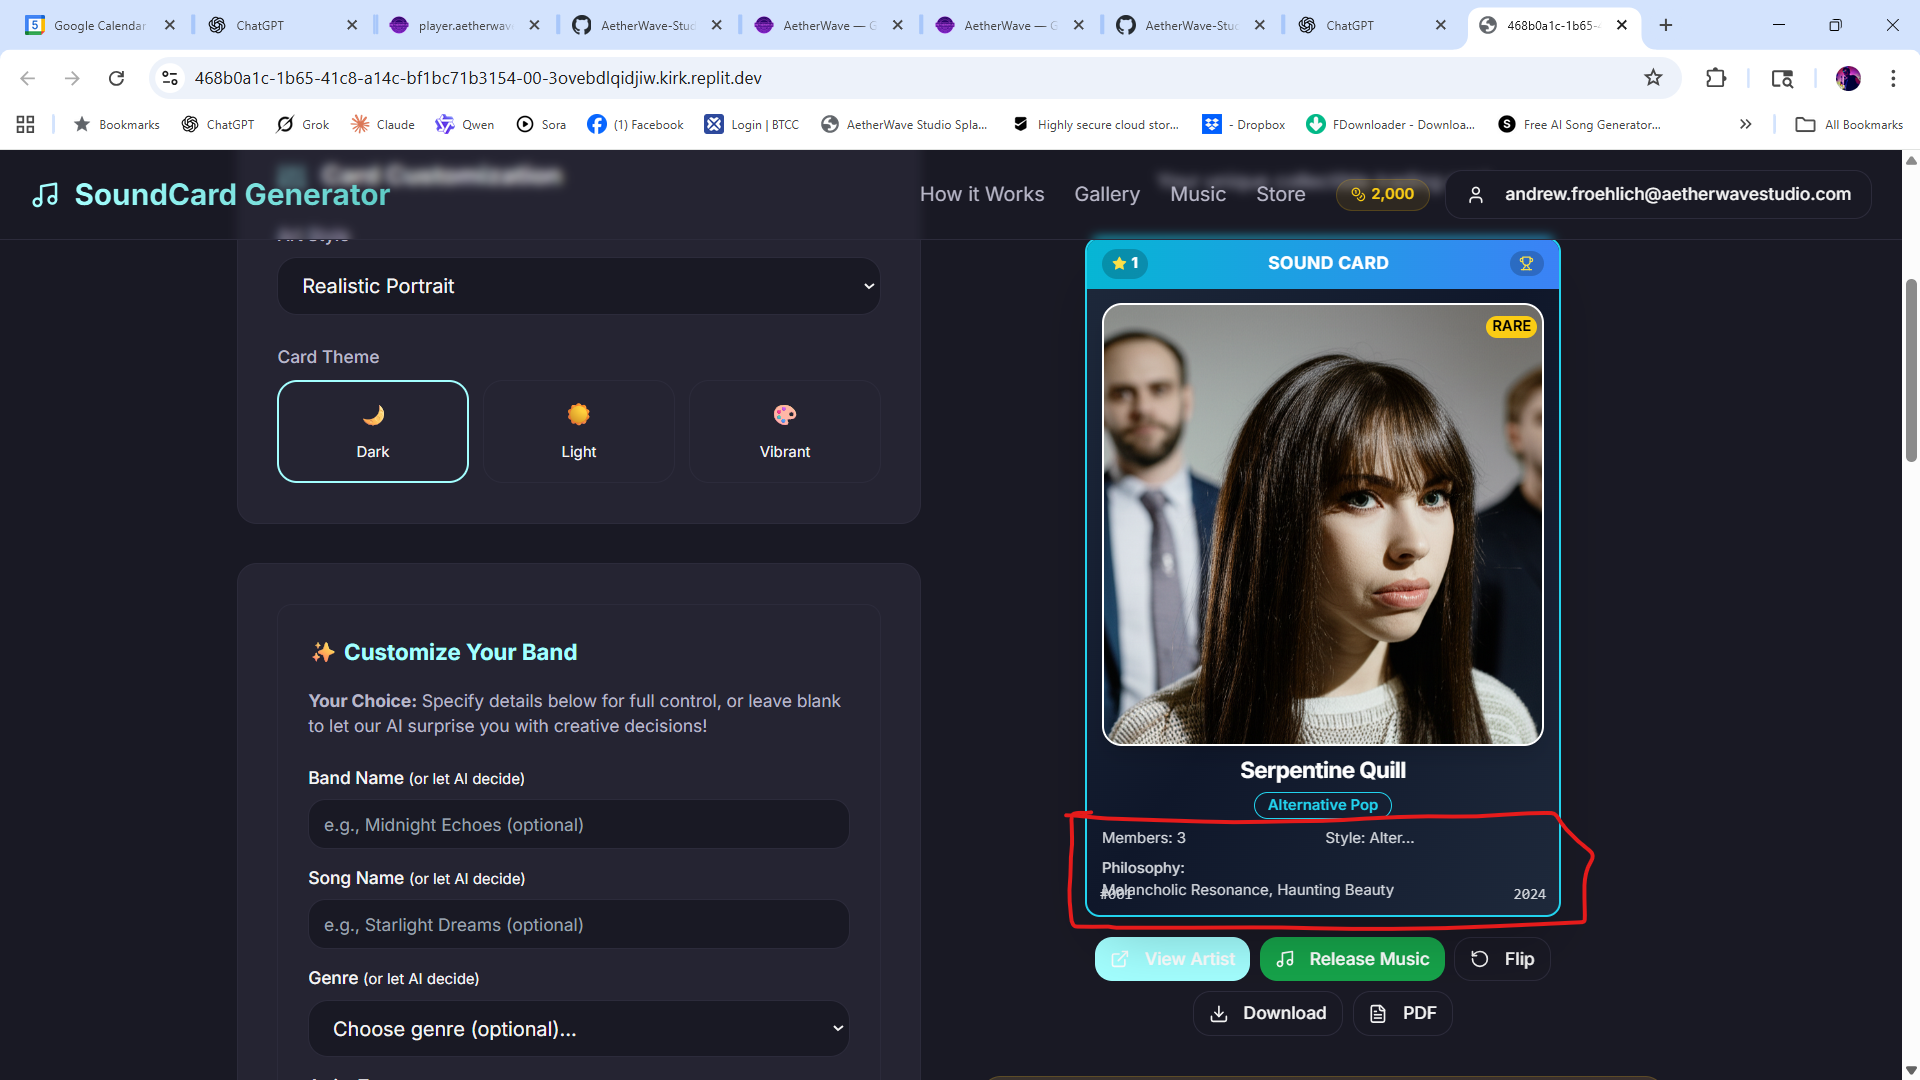 Google Calendar
ChatGPT
player.aetherwav
AetherWave-Stud
AetherWave — G
AetherWave — G
AetherWave-Stud
ChatGPT
468b0a1c-1b65-
468b0a1c-1b65-41c8-a14c-bf1bc71b3154-00-3ovebdlqidjiw.kirk.replit.dev
Bookmarks
ChatGPT
Grok
Claude
Qwen
Sora
(1) Facebook
Login | BTCC
AetherWave Studio Spla...
Highly secure cloud stor...
- Dropbox
FDownloader - Downloa...
Free AI Song Generator...
All Bookmarks
SoundCard Generator
How it Works
Gallery
Music
Store
2,000
andrew.froehlich@aetherwavestudio.com
Card Customization
Art Style
Realistic Portrait
Card Theme
Dark
Light
Vibrant
✨ Customize Your Band
Your Choice: Specify details below for full control, or leave blank
to let our AI surprise you with creative decisions!
Band Name (or let AI decide)
e.g., Midnight Echoes (optional)
Song Name (or let AI decide)
e.g., Starlight Dreams (optional)
Genre (or let AI decide)
Choose genre (optional)...
1
SOUND CARD
RARE
Serpentine Quill
Alternative Pop
Members: 3
Style: Alter...
Philosophy:
Melancholic Resonance, Haunting Beauty
#001
2024
View Artist
Release Music
Flip
Download
PDF